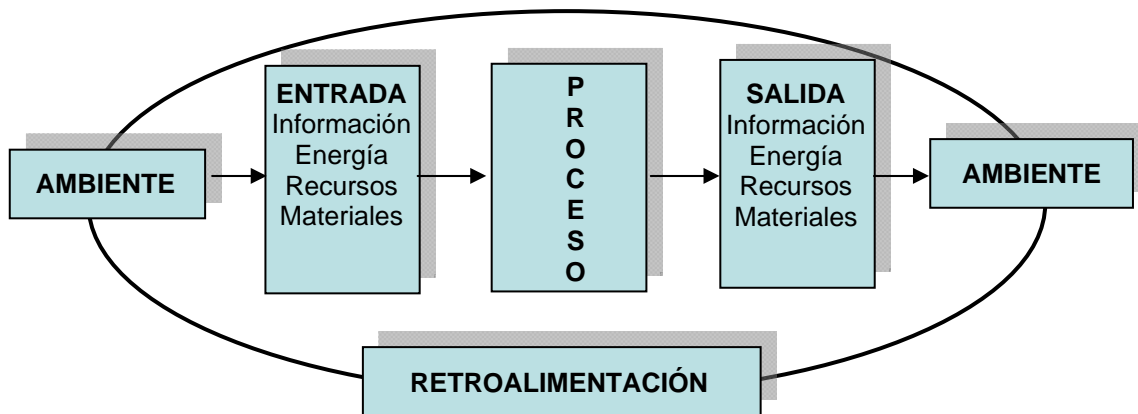 AMBIENTE
ENTRADA
Información
Energía
Recursos
Materiales
P
R
O
C
E
S
O
SALIDA
Información
Energía
Recursos
Materiales
AMBIENTE
RETROALIMENTACIÓN